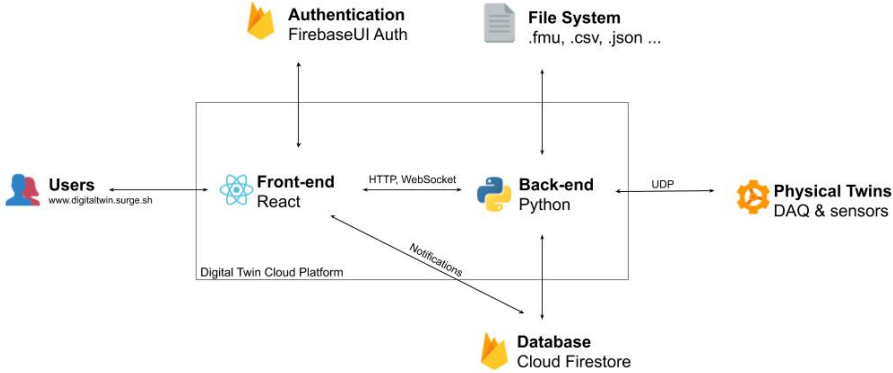 Authentication
FirebaseUI Auth
File System
.fmu, .csv, .json ...
Users
www.digitaltwin.surge.sh
Front-end
React
HTTP, WebSocket
Back-end
Python
UDP
Physical Twins
DAQ & sensors
Notifications
Digital Twin Cloud Platform
Database
Cloud Firestore